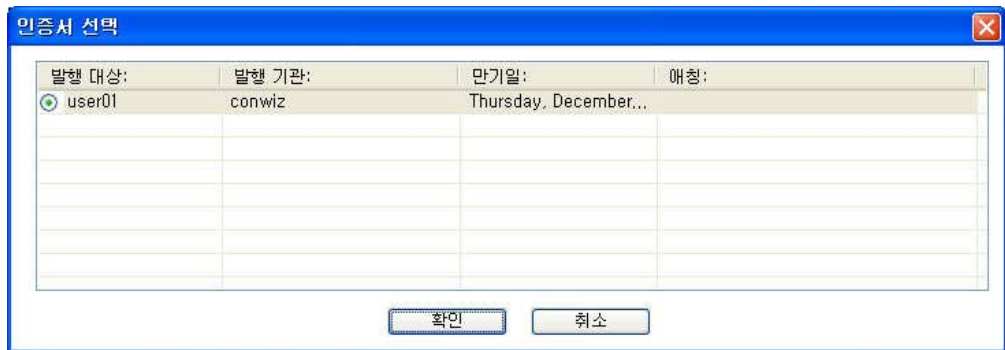 인증서 선택
발행 대상: 발행 기관: 만기일: 애칭:
user01 conwiz Thursday, December,,,
확인 취소